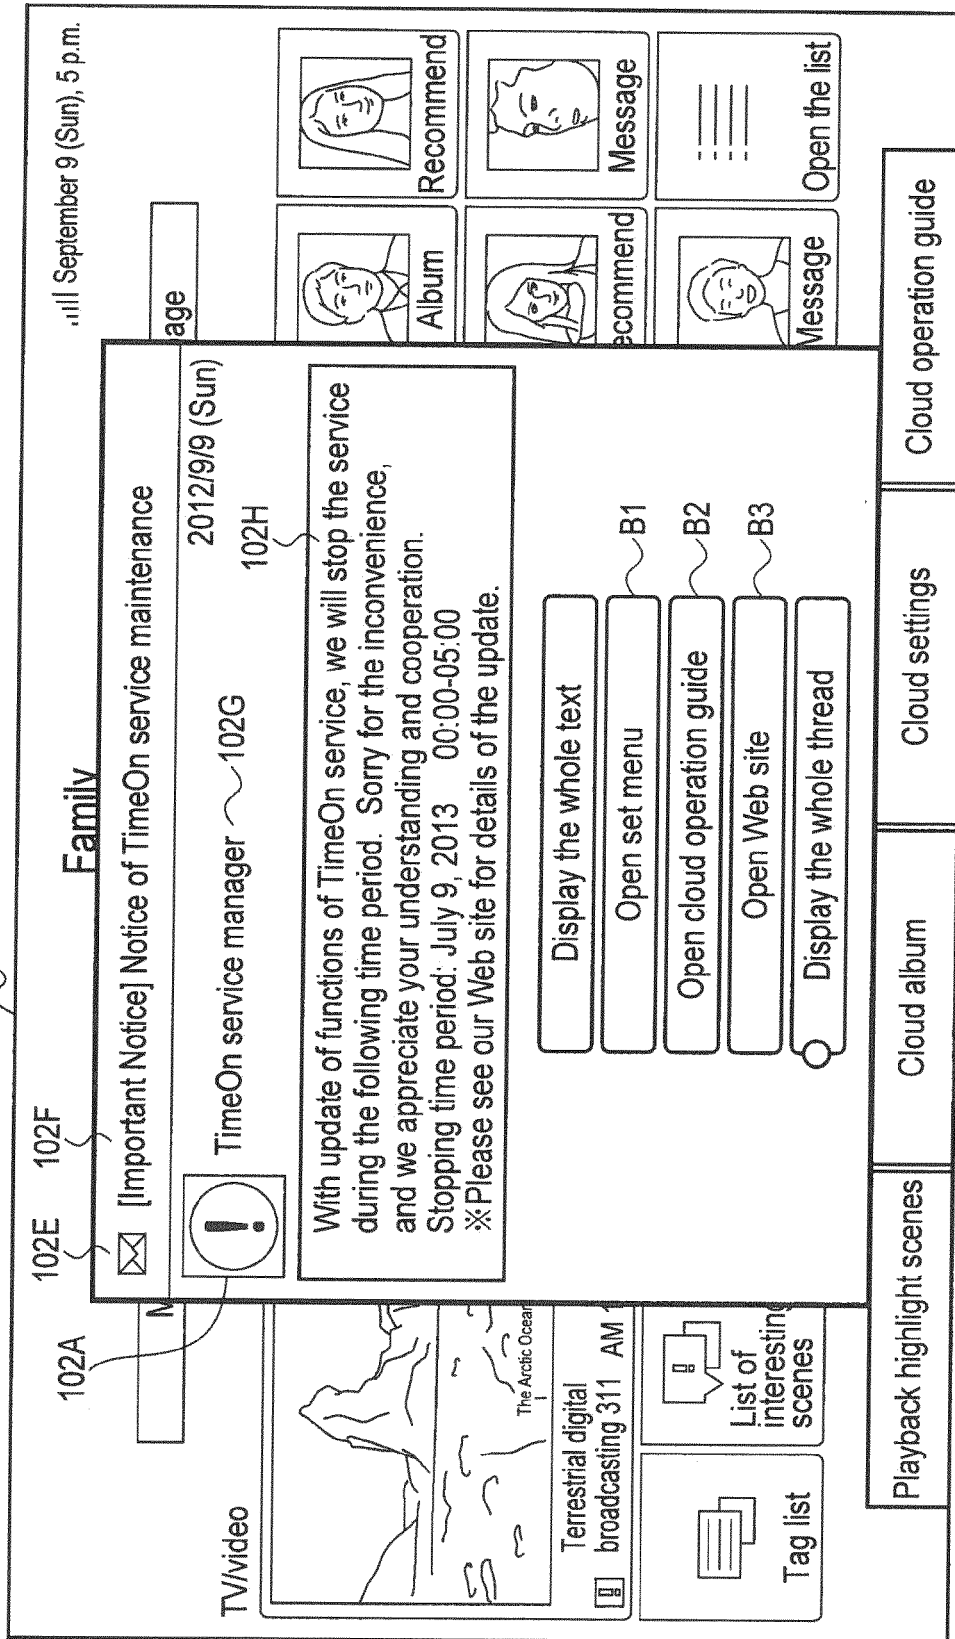 Family
September 9 (Sun), 5 p.m.
102E
102F
102A
[Important Notice] Notice of TimeOn service maintenance
age
2012/9/9 (Sun)
TimeOn service manager
102G
102H
With update of functions of TimeOn service, we will stop the service
during the following time period. Sorry for the inconvenience,
and we appreciate your understanding and cooperation.
Stopping time period: July 9, 2013 00:00-05:00
※Please see our Web site for details of the update.
Display the whole text
Open set menu
B1
Open cloud operation guide
B2
Open Web site
B3
Display the whole thread
TV/video
The Arctic Ocean
Terrestrial digital
broadcasting 311 AM
Tag list
List of
interesting
scenes
Album
Recommend
ecommend
Message
Message
Open the list
Playback highlight scenes
Cloud album
Cloud settings
Cloud operation guide